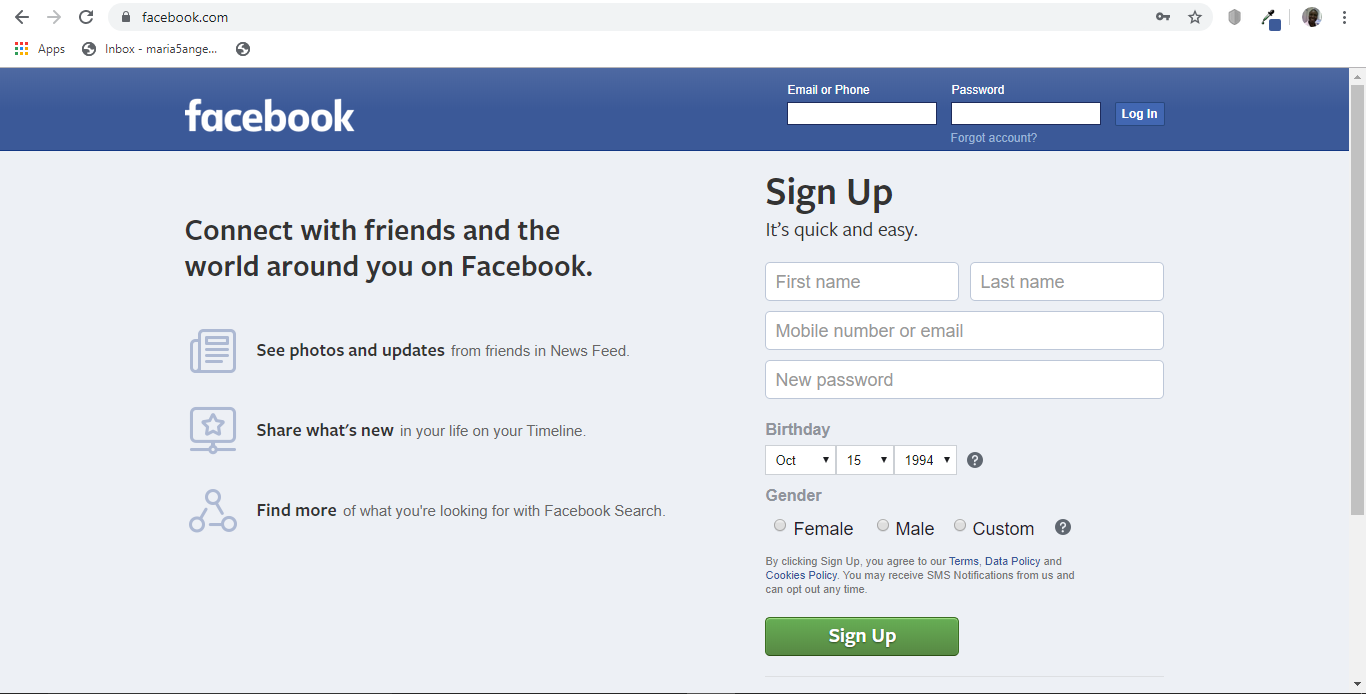 facebook.com
Apps
Inbox - maria5ange...
facebook
Email or Phone
Password
Log In
Forgot account?
Connect with friends and the
world around you on Facebook.
See photos and updates from friends in News Feed.
Share what's new in your life on your Timeline.
Find more of what you're looking for with Facebook Search.
Sign Up
It's quick and easy.
First name
Last name
Mobile number or email
New password
Birthday
Oct 15 1994 ?
Gender
Female Male Custom ?
By clicking Sign Up, you agree to our Terms, Data Policy and
Cookies Policy. You may receive SMS Notifications from us and
can opt out any time.
Sign Up